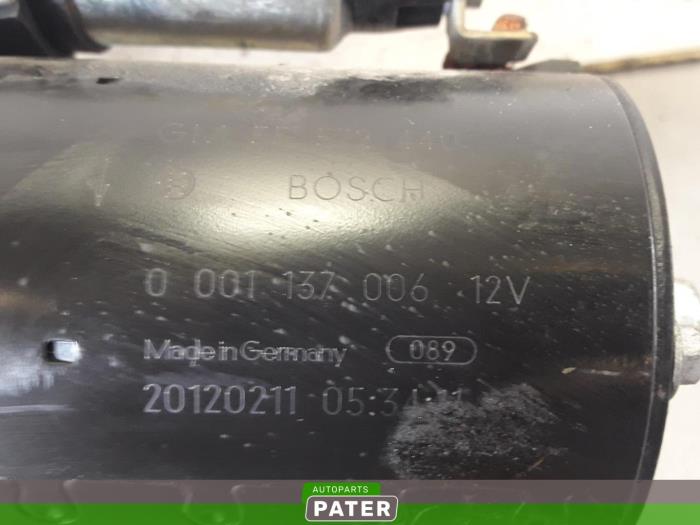 BOSCH
0 001 137 006 12V
Made in Germany 089
20120211
AUTOPARTS
PATER